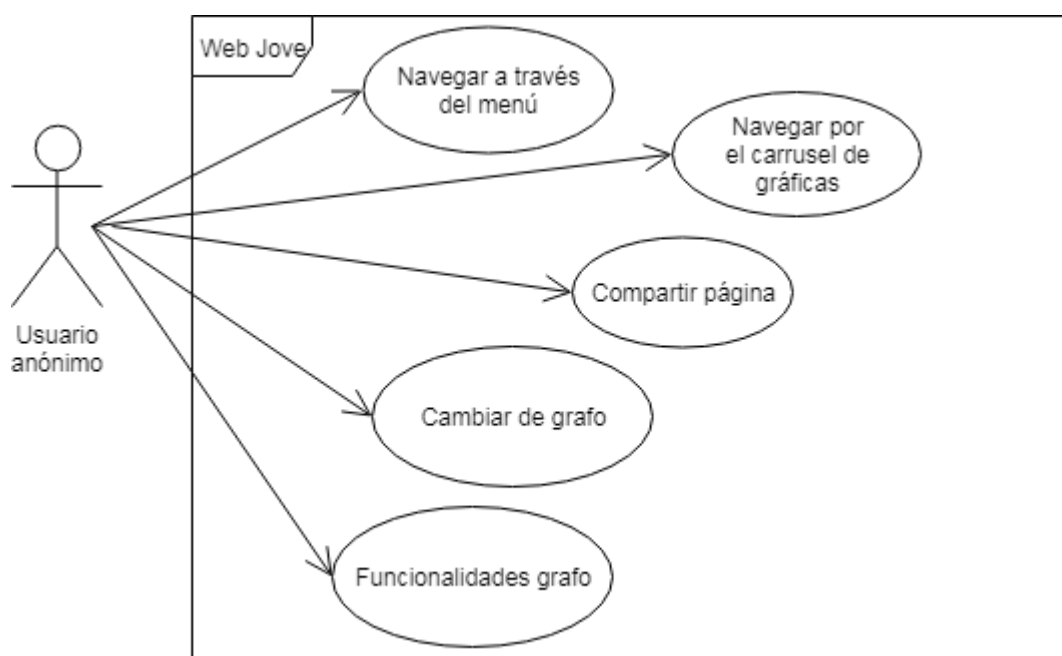 Web Jove
Navegar a través
del menú
Navegar por
el carrusel de
gráficas
Compartir página
Usuario
anónimo
Cambiar de grafo
Funcionalidades grafo